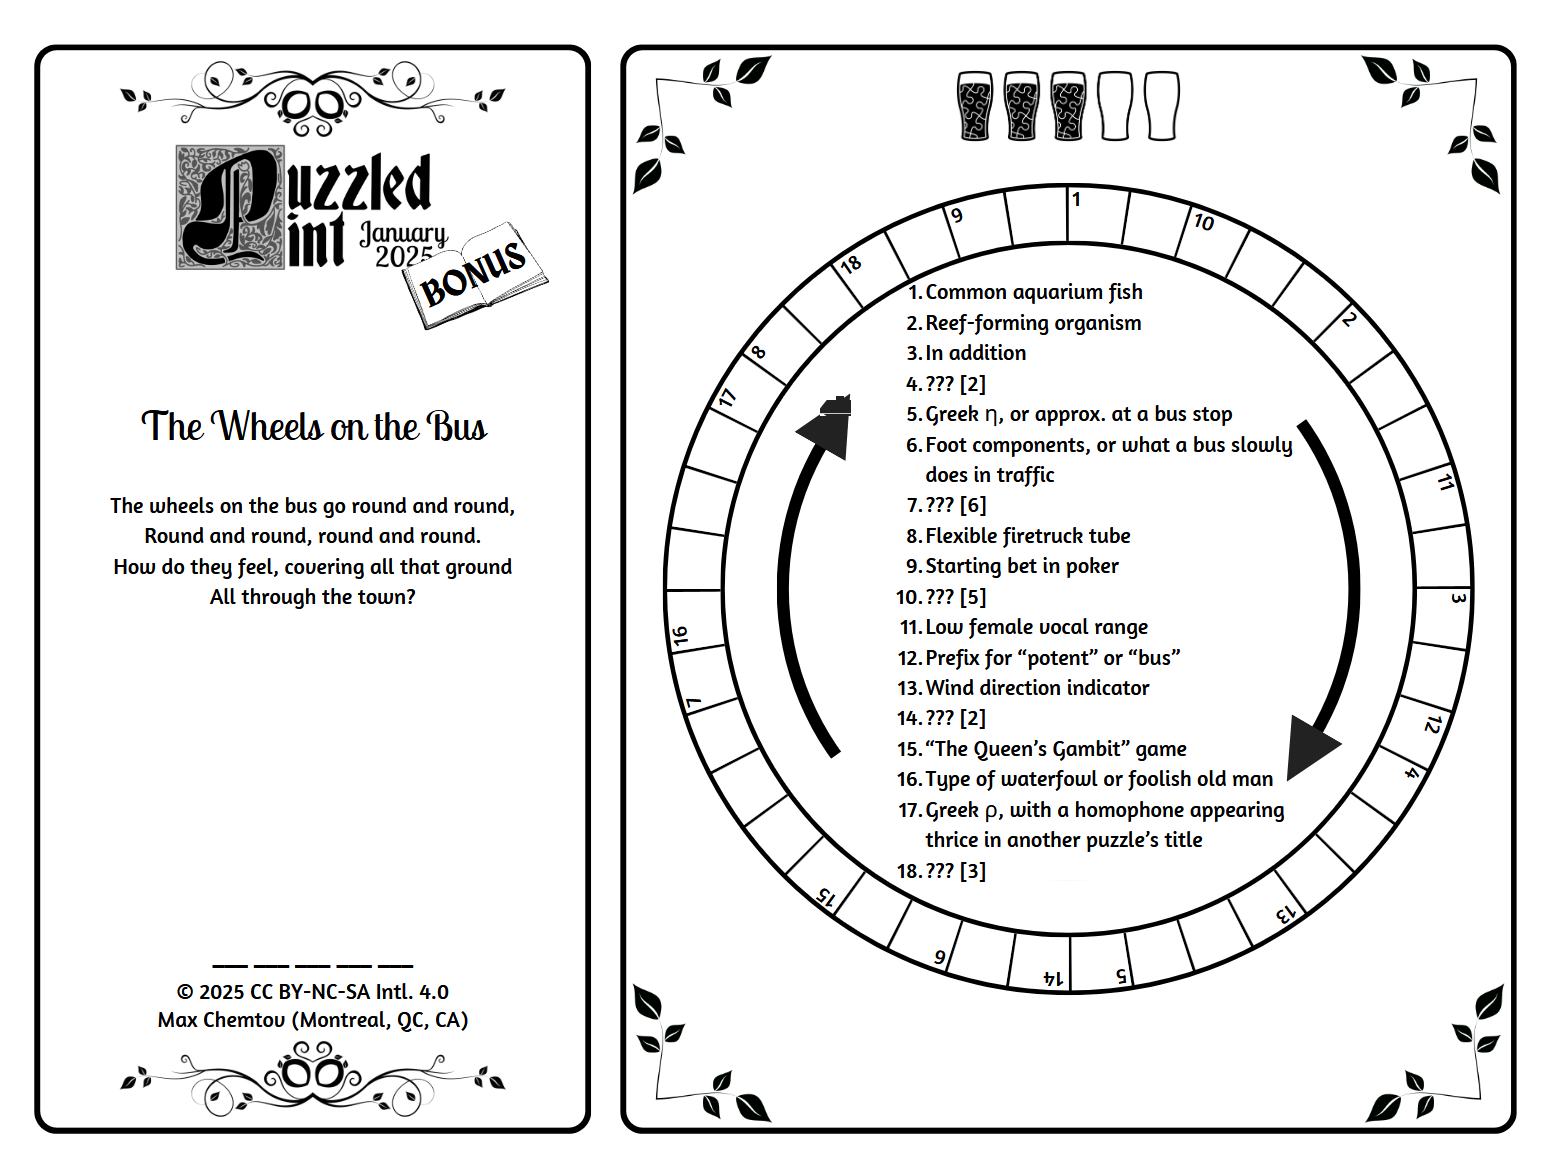 Puzzled
Pint
January
2025
BONUS
The Wheels on the Bus
The wheels on the bus go round and round,
Round and round, round and round.
How do they feel, covering all that ground
All through the town?
___ ___ ___ ___ ___
© 2025 CC BY-NC-SA Intl. 4.0
Max Chemtov (Montreal, QC, CA)
1
10
2
11
3
12
4
13
5
14
6
15
7
16
17
8
18
9
1. Common aquarium fish
2. Reef-forming organism
3. In addition
4. ??? [2]
5. Greek η, or approx. at a bus stop
6. Foot components, or what a bus slowly
does in traffic
7. ??? [6]
8. Flexible firetruck tube
9. Starting bet in poker
10. ??? [5]
11. Low female vocal range
12. Prefix for “potent” or “bus”
13. Wind direction indicator
14. ??? [2]
15. “The Queen’s Gambit” game
16. Type of waterfowl or foolish old man
17. Greek ρ, with a homophone appearing
thrice in another puzzle’s title
18. ??? [3]